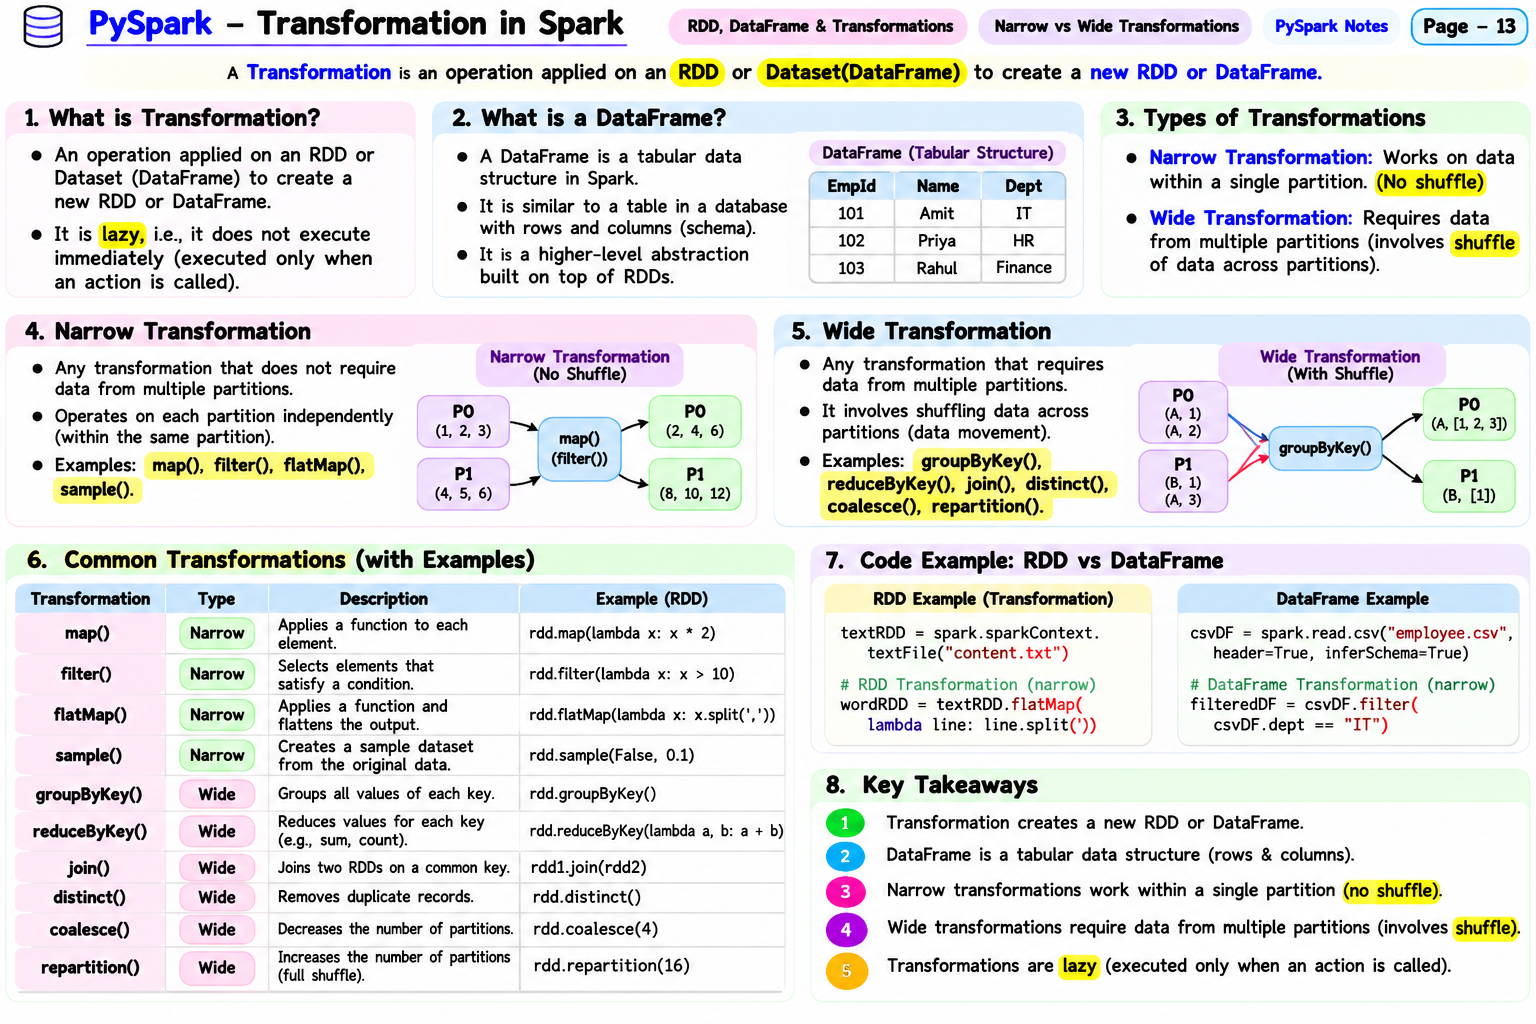 PySpark – Transformation in Spark
RDD, DataFrame & Transformations
Narrow vs Wide Transformations
PySpark Notes
Page – 13
A Transformation is an operation applied on an RDD or Dataset(DataFrame) to create a new RDD or DataFrame.
1. What is Transformation?
● An operation applied on an RDD or
Dataset (DataFrame) to create a
new RDD or DataFrame.
● It is lazy, i.e., it does not execute
immediately (executed only when
an action is called).
2. What is a DataFrame?
● A DataFrame is a tabular data
structure in Spark.
● It is similar to a table in a database
with rows and columns (schema).
● It is a higher-level abstraction
built on top of RDDs.
DataFrame (Tabular Structure)
EmpId Name Dept
101 Amit IT
102 Priya HR
103 Rahul Finance
3. Types of Transformations
● Narrow Transformation: Works on data
within a single partition. (No shuffle)
● Wide Transformation: Requires data
from multiple partitions (involves shuffle
of data across partitions).
4. Narrow Transformation
● Any transformation that does not require
data from multiple partitions.
● Operates on each partition independently
(within the same partition).
● Examples: map(), filter(), flatMap(),
sample().
Narrow Transformation
(No Shuffle)
P0
(1, 2, 3)
P1
(4, 5, 6)
map()
(filter())
P0
(2, 4, 6)
P1
(8, 10, 12)
5. Wide Transformation
● Any transformation that requires
data from multiple partitions.
● It involves shuffling data across
partitions (data movement).
● Examples: groupByKey(),
reduceByKey(), join(), distinct(),
coalesce(), repartition().
Wide Transformation
(With Shuffle)
P0
(A, 1)
(A, 2)
P1
(B, 1)
(A, 3)
groupByKey()
P0
(A, [1, 2, 3])
P1
(B, [1])
6. Common Transformations (with Examples)
Transformation Type Description Example (RDD)
map() Narrow Applies a function to each
element. rdd.map(lambda x: x * 2)
filter() Narrow Selects elements that
satisfy a condition. rdd.filter(lambda x: x > 10)
flatMap() Narrow Applies a function and
flattens the output. rdd.flatMap(lambda x: x.split(','))
sample() Narrow Creates a sample dataset
from the original data. rdd.sample(False, 0.1)
groupByKey() Wide Groups all values of each key. rdd.groupByKey()
reduceByKey() Wide Reduces values for each key
(e.g., sum, count). rdd.reduceByKey(lambda a, b: a + b)
join() Wide Joins two RDDs on a common key. rdd1.join(rdd2)
distinct() Wide Removes duplicate records. rdd.distinct()
coalesce() Wide Decreases the number of partitions. rdd.coalesce(4)
repartition() Wide Increases the number of partitions
(full shuffle). rdd.repartition(16)
7. Code Example: RDD vs DataFrame
RDD Example (Transformation)
textRDD = spark.sparkContext.
textFile("content.txt")
# RDD Transformation (narrow)
wordRDD = textRDD.flatMap(
lambda line: line.split('))
DataFrame Example
csvDF = spark.read.csv("employee.csv",
header=True, inferSchema=True)
# DataFrame Transformation (narrow)
filteredDF = csvDF.filter(
csvDF.dept == "IT")
8. Key Takeaways
1 Transformation creates a new RDD or DataFrame.
2 DataFrame is a tabular data structure (rows & columns).
3 Narrow transformations work within a single partition (no shuffle).
4 Wide transformations require data from multiple partitions (involves shuffle).
5 Transformations are lazy (executed only when an action is called).